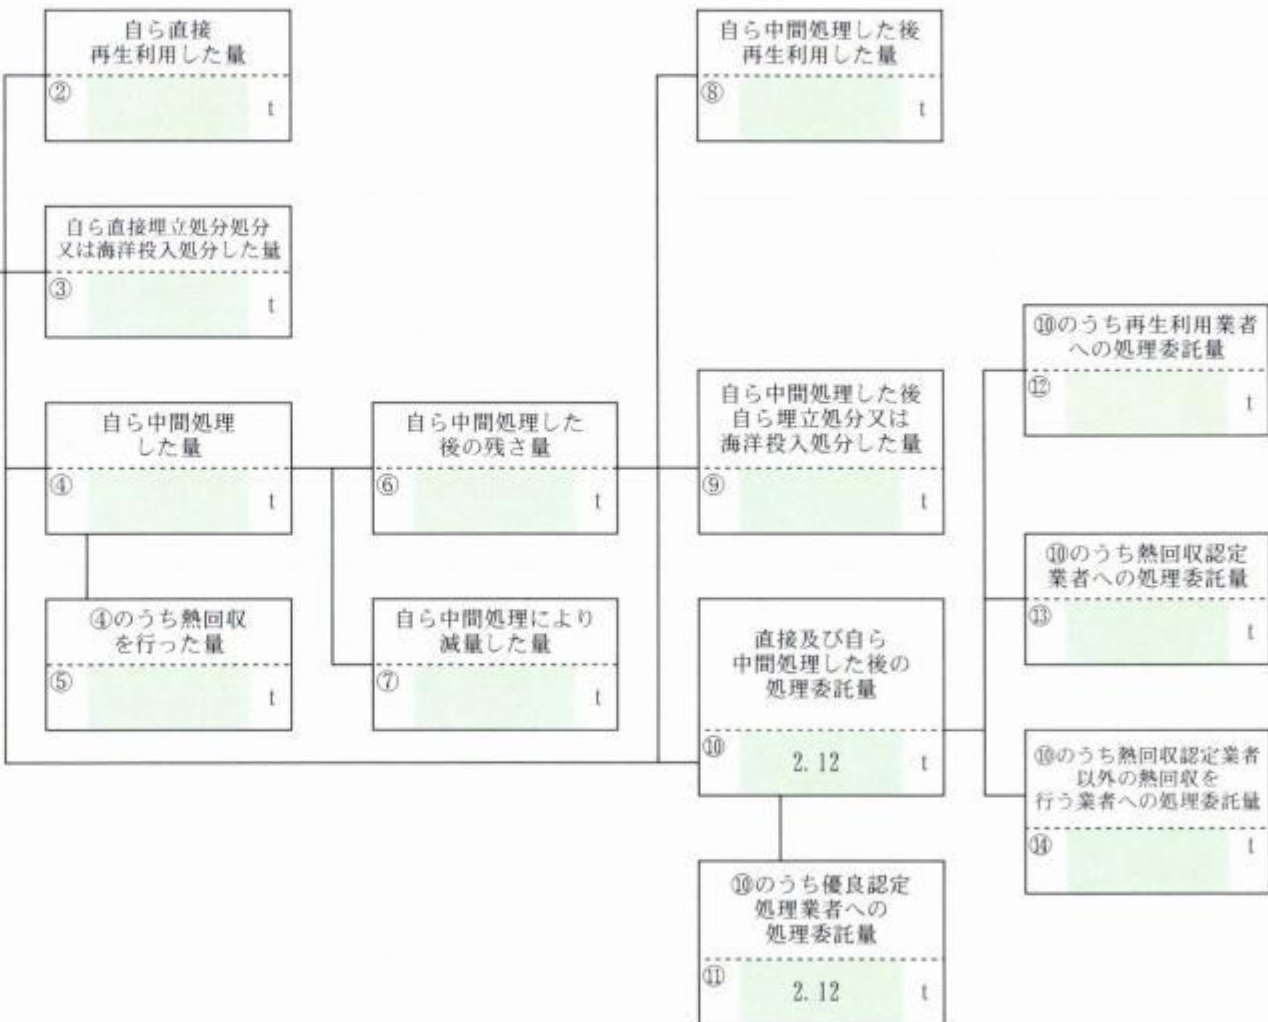 自ら直接
再生利用した量
②
t
自ら中間処理した後
再生利用した量
⑧
t
自ら直接埋立処分処分
又は海洋投入処分した量
③
t
⑩のうち再生利用業者
への処理委託量
⑫
t
自ら中間処理
した量
④
t
自ら中間処理した
後の残さ量
⑥
t
自ら中間処理した後
自ら埋立処分又は
海洋投入処分した量
⑨
t
⑩のうち熱回収認定
業者への処理委託量
⑬
t
④のうち熱回収
を行った量
⑤
t
自ら中間処理により
減量した量
⑦
t
直接及び自ら
中間処理した後の
処理委託量
⑩ 2.12 t
⑩のうち熱回収認定業者
以外の熱回収を
行う業者への処理委託量
⑭
t
⑩のうち優良認定
処理業者への
処理委託量
⑪ 2.12 t